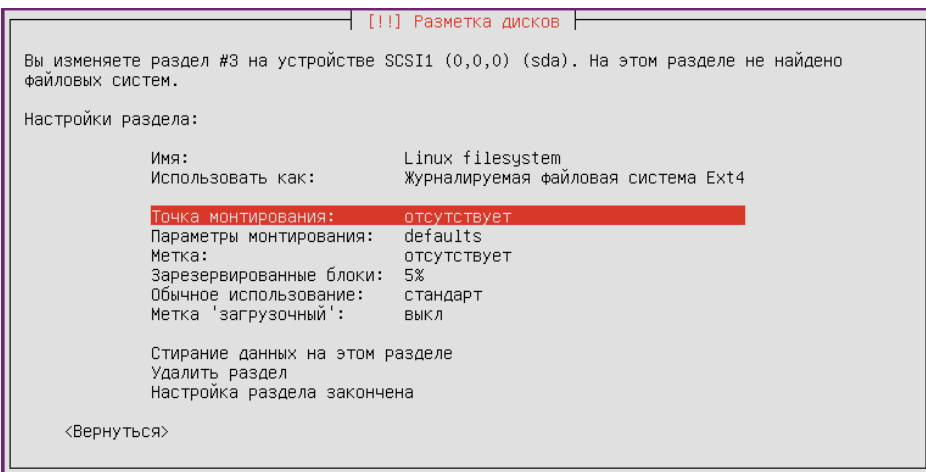 [!!] Разметка дисков
Вы изменяете раздел #3 на устройстве SCSI1 (0,0,0) (sda). На этом разделе не найдено
файловых систем.
Настройки раздела:
Имя: Linux filesystem
Использовать как: Журналируемая файловая система Ext4
Точка монтирования: отсутствует
Параметры монтирования: defaults
Метка: отсутствует
Зарезервированные блоки: 5%
Обычное использование: стандарт
Метка 'загрузочный': выкл
Стирание данных на этом разделе
Удалить раздел
Настройка раздела закончена
<Вернуться>